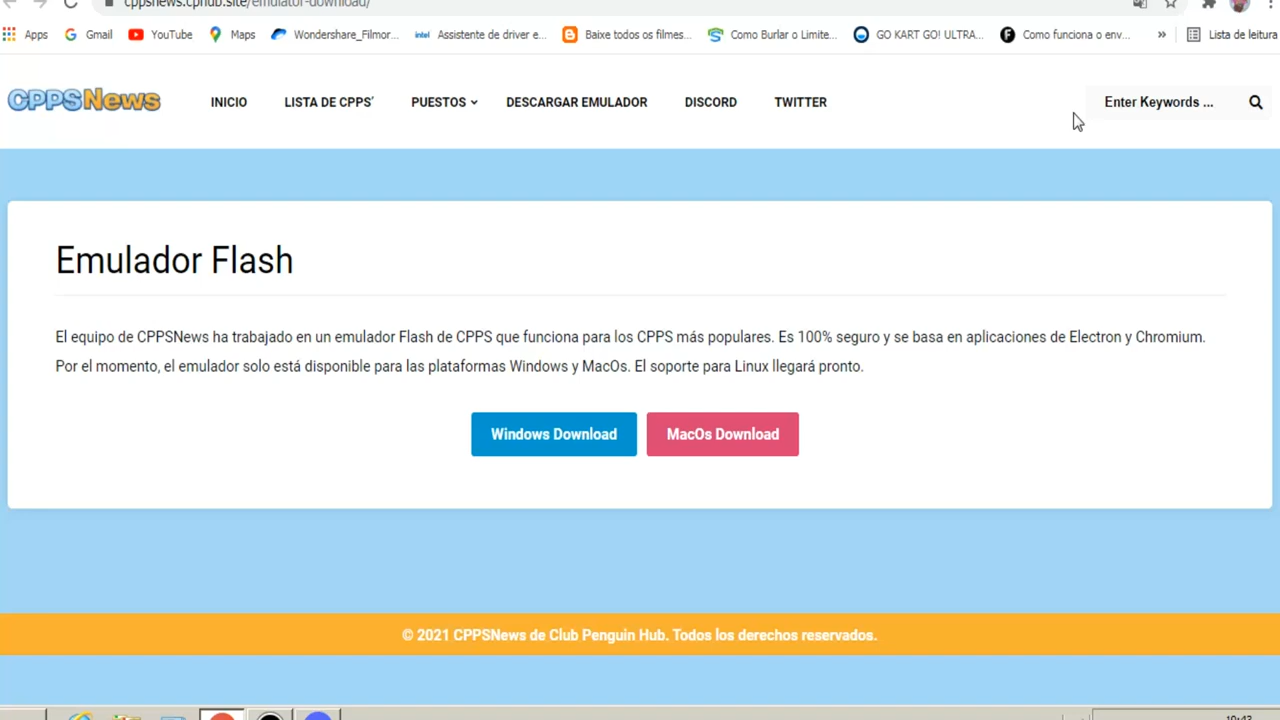 cppsnews.cphub.site/emulator-download/
Apps Gmail YouTube Maps Wondershare_Filmor... intel Assistente de driver e... Baixe todos os filmes... Como Burlar o Limite... GO KART GO! ULTRA... Como funciona o env... » Lista de leitura
CPPSNews INICIO LISTA DE CPPS´ PUESTOS DESCARGAR EMULADOR DISCORD TWITTER Enter Keywords ...
Emulador Flash
El equipo de CPPSNews ha trabajado en un emulador Flash de CPPS que funciona para los CPPS más populares. Es 100% seguro y se basa en aplicaciones de Electron y Chromium.
Por el momento, el emulador solo está disponible para las plataformas Windows y MacOs. El soporte para Linux llegará pronto.
Windows Download MacOs Download
© 2021 CPPSNews de Club Penguin Hub. Todos los derechos reservados.